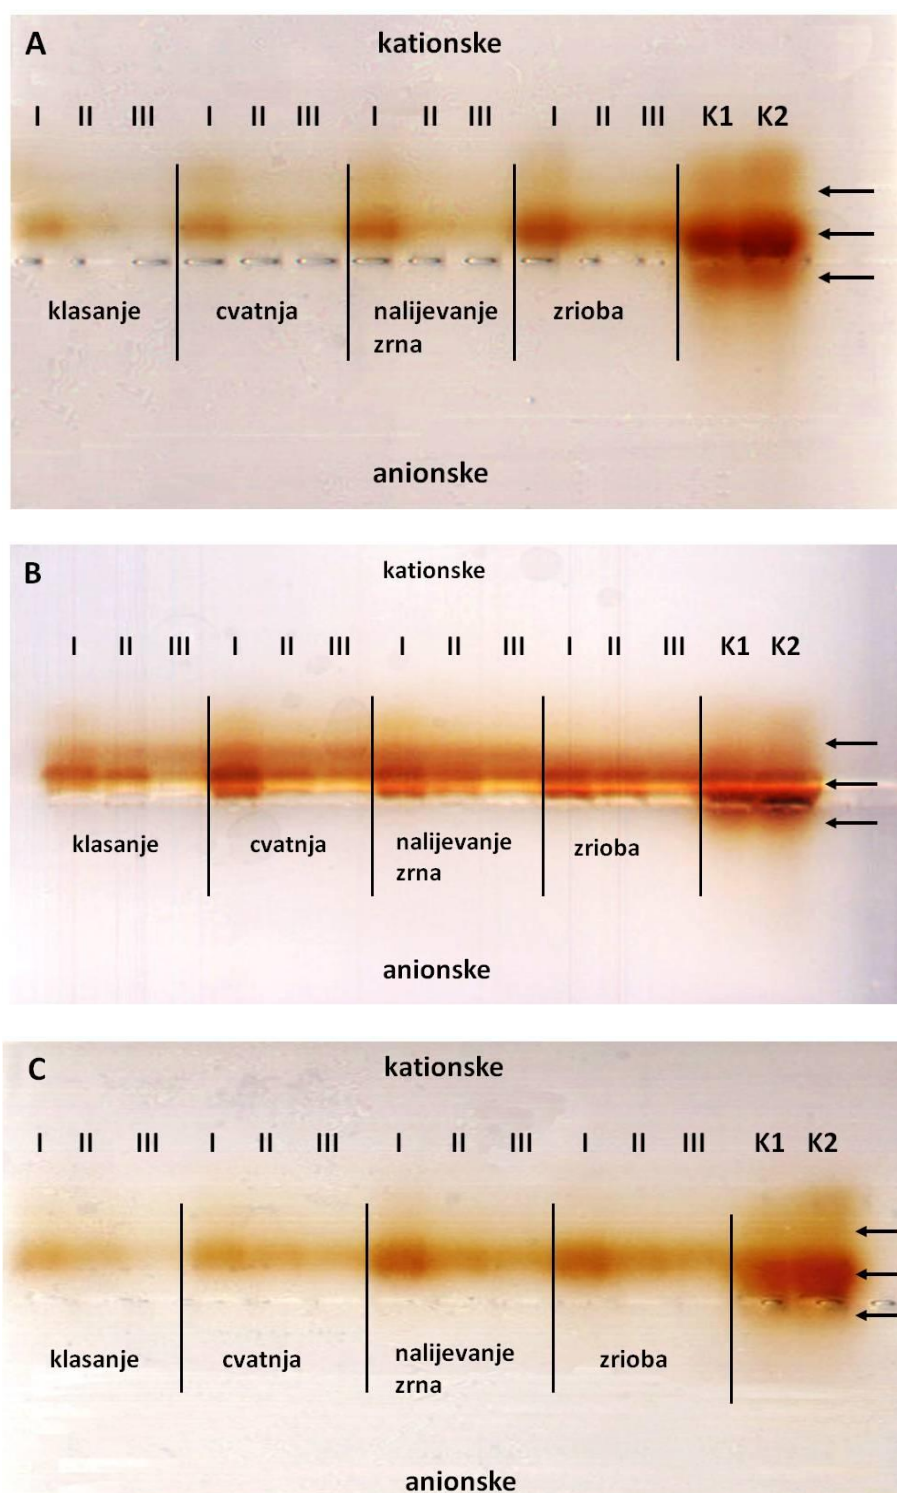 A
kationske
I II III I II III I II III I II III K1 K2
klasanje cvatnja nalijevanje zrioba
zrna
anionske
B
kationske
I II III I II III I II III I II III K1 K2
klasanje cvatnja nalijevanje zrioba
zrna
anionske
C
kationske
I II III I II III I II III I II III K1 K2
klasanje cvatnja nalijevanje zrioba
zrna
anionske